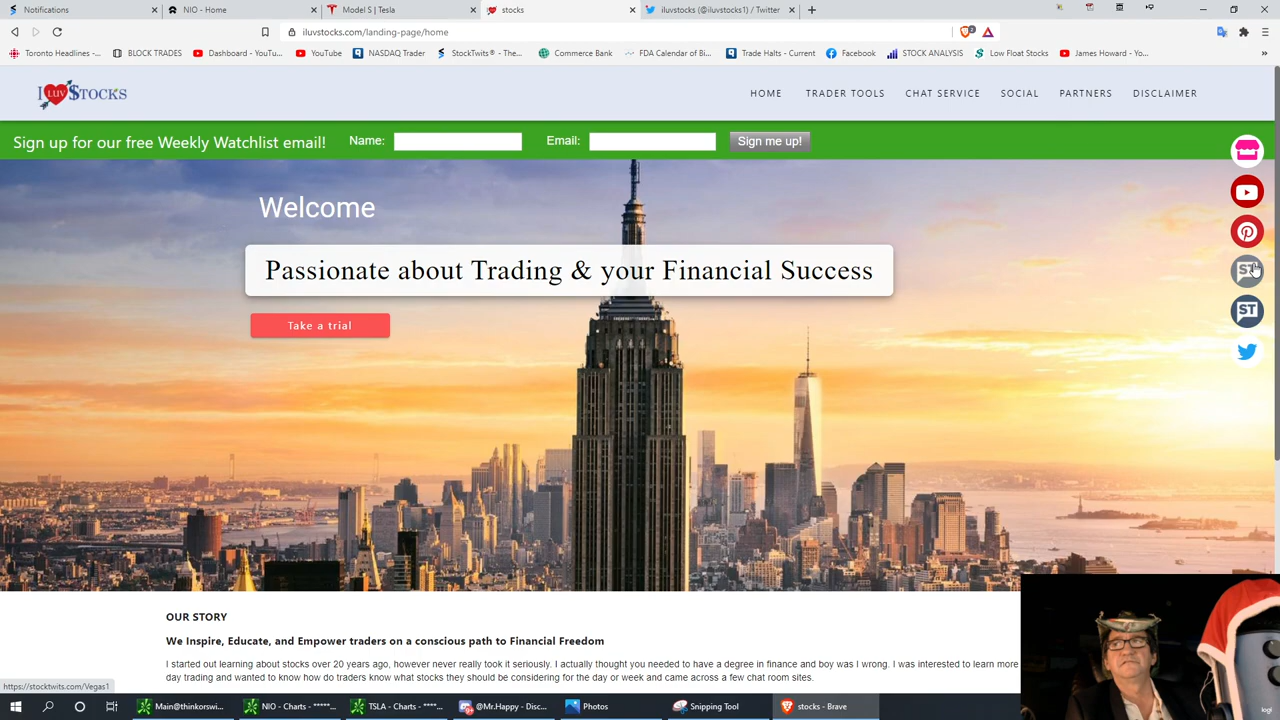 Notifications
NIO - Home
Model S | Tesla
stocks
iluvstocks (@iluvstocks1) / Twitter
iluvstocks.com/landing-page/home
3
Toronto Headlines -...
BLOCK TRADES
Dashboard - YouTu...
YouTube
NASDAQ Trader
StockTwits® - The...
Commerce Bank
FDA Calendar of Bi...
Trade Halts - Current
Facebook
STOCK ANALYSIS
Low Float Stocks
James Howard - Yo...
»
I LUV $TOCKS
HOME
TRADER TOOLS
CHAT SERVICE
SOCIAL
PARTNERS
DISCLAIMER
Sign up for our free Weekly Watchlist email!
Name:
Email:
Sign me up!
Welcome
Passionate about Trading & your Financial Success
Take a trial
ST
ST
OUR STORY
We Inspire, Educate, and Empower traders on a conscious path to Financial Freedom
I started out learning about stocks over 20 years ago, however never really took it seriously. I actually thought you needed to have a degree in finance and boy was I wrong. I was interested to learn more
day trading and wanted to know how do traders know what stocks they should be considering for the day or week and came across a few chat room sites.
https://stocktwits.com/Vegas1
Main@thinkorswi...
NIO - Charts - *****...
TSLA - Charts - ****...
@Mr.Happy - Disc...
Photos
Snipping Tool
stocks - Brave
logi